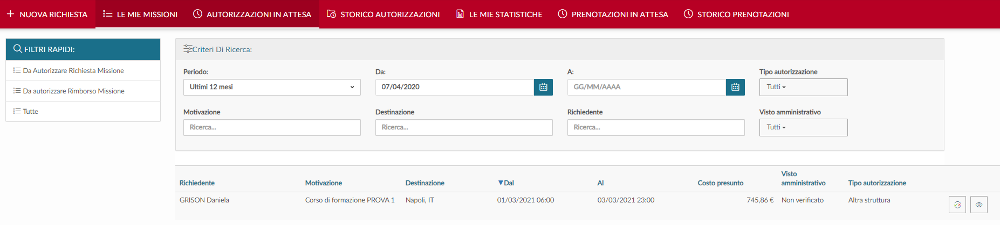 NUOVA RICHIESTA LE MIE MISSIONI AUTORIZZAZIONI IN ATTESA STORICO AUTORIZZAZIONI LE MIE STATISTICHE PRENOTAZIONI IN ATTESA STORICO PRENOTAZIONI
FILTRI RAPIDI:
Da Autorizzare Richiesta Missione
Da autorizzare Rimborso Missione
Tutte
Criteri Di Ricerca:
Periodo: Da: A: Tipo autorizzazione
Ultimi 12 mesi 07/04/2020 GG/MM/AAAA Tutti
Motivazione Destinazione Richiedente Visto amministrativo
Ricerca... Ricerca... Ricerca... Tutti
Richiedente Motivazione Destinazione Dal Al Costo presunto Visto amministrativo Tipo autorizzazione
GRISON Daniela Corso di formazione PROVA 1 Napoli, IT 01/03/2021 06:00 03/03/2021 23:00 745,86 € Non verificato Altra struttura